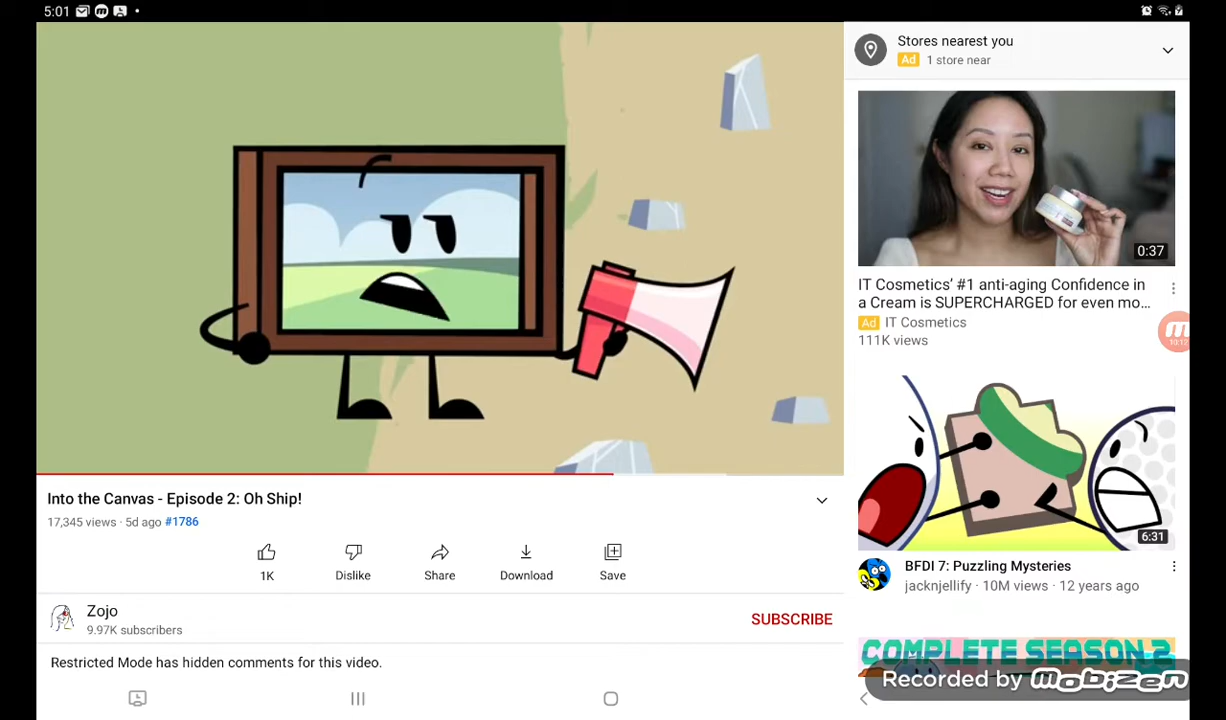 5:01
Stores nearest you
Ad 1 store near
0:37
IT Cosmetics' #1 anti-aging Confidence in
a Cream is SUPERCHARGED for even mo...
Ad IT Cosmetics
111K views
10:12
6:31
BFDI 7: Puzzling Mysteries
jacknjellify · 10M views · 12 years ago
COMPLETE SEASON 2
Into the Canvas - Episode 2: Oh Ship!
17,345 views · 5d ago #1786
1K Dislike Share Download Save
Zojo
9.97K subscribers
SUBSCRIBE
Restricted Mode has hidden comments for this video.
Recorded by mobizen